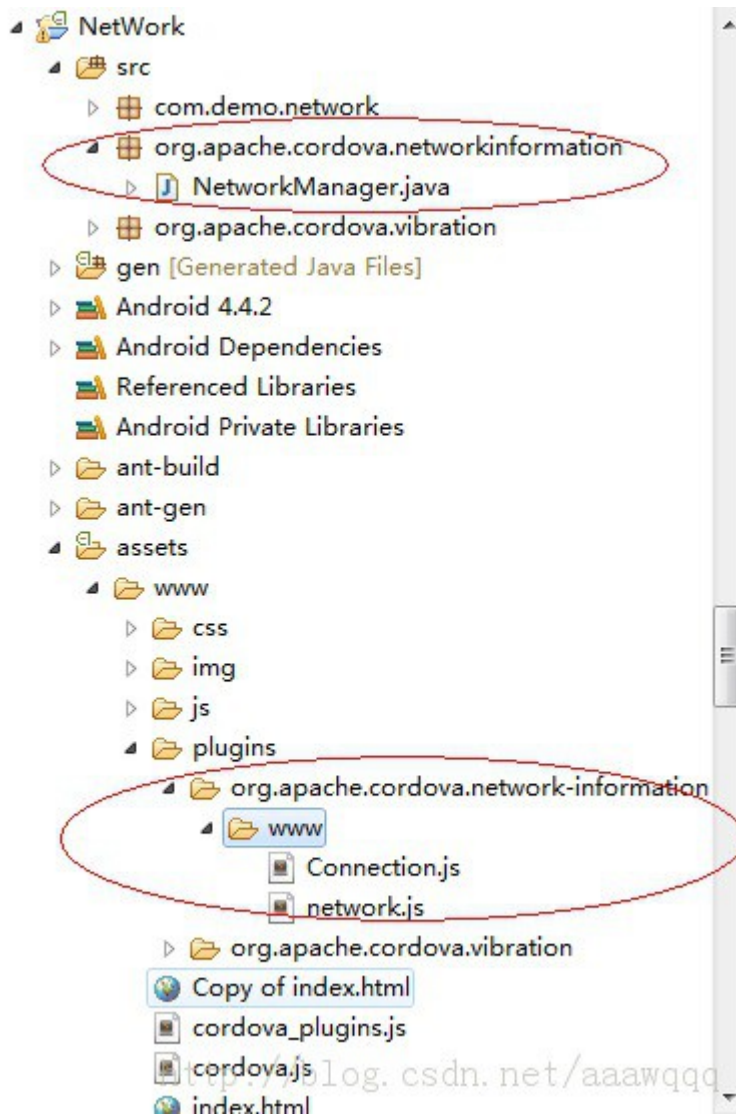 NetWork
src
com.demo.network
org.apache.cordova.networkinformation
NetworkManager.java
org.apache.cordova.vibration
gen [Generated Java Files]
Android 4.4.2
Android Dependencies
Referenced Libraries
Android Private Libraries
ant-build
ant-gen
assets
www
css
img
js
plugins
org.apache.cordova.network-information
www
Connection.js
network.js
org.apache.cordova.vibration
Copy of index.html
cordova_plugins.js
cordova.js
http://blog.csdn.net/aaawqqq
index.html